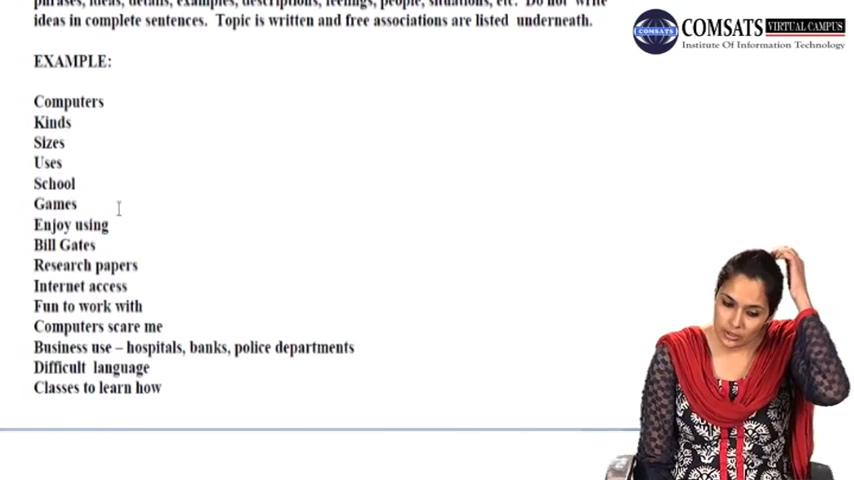 phrases, ideas, details, examples, descriptions, feelings, people, situations, etc. Do not write
ideas in complete sentences. Topic is written and free associations are listed underneath.
EXAMPLE:
Computers
Kinds
Sizes
Uses
School
Games
Enjoy using
Bill Gates
Research papers
Internet access
Fun to work with
Computers scare me
Business use – hospitals, banks, police departments
Difficult language
Classes to learn how
COMSATS
COMSATS VIRTUAL CAMPUS
Institute Of Information Technology